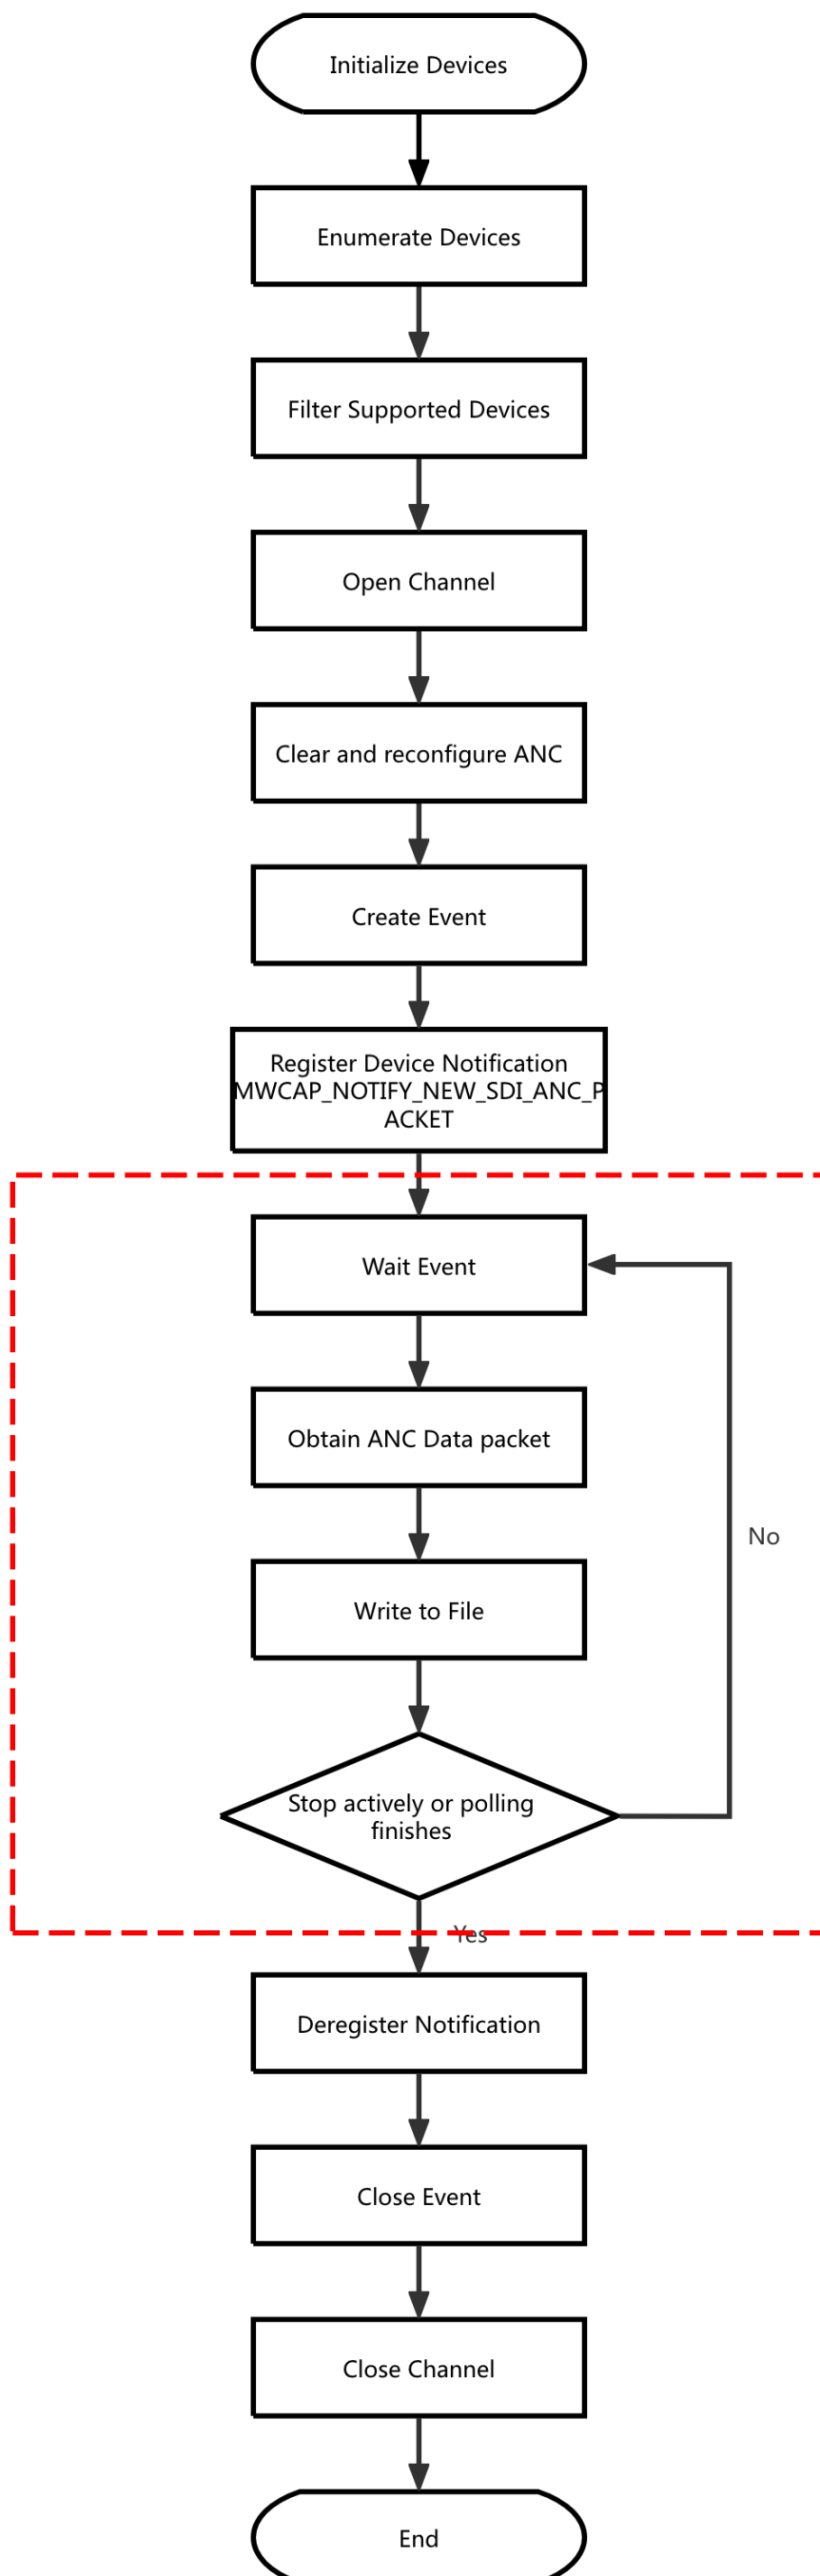 Initialize Devices
Enumerate Devices
Filter Supported Devices
Open Channel
Clear and reconfigure ANC
Create Event
Register Device Notification
MWCAP_NOTIFY_NEW_SDI_ANC_P
ACKET
Wait Event
Obtain ANC Data packet
No
Write to File
Stop actively or polling
finishes
Yes
Deregister Notification
Close Event
Close Channel
End